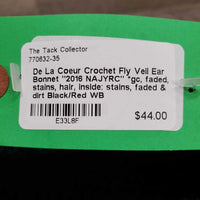 The Tack Collector
770832-35
De La Coeur Crochet Fly Veil Ear
Bonnet "2016 NAJYRC" *gc, faded,
stains, hair, inside: stains, faded &
dirt Black/Red WB
E33L8F
$44.00